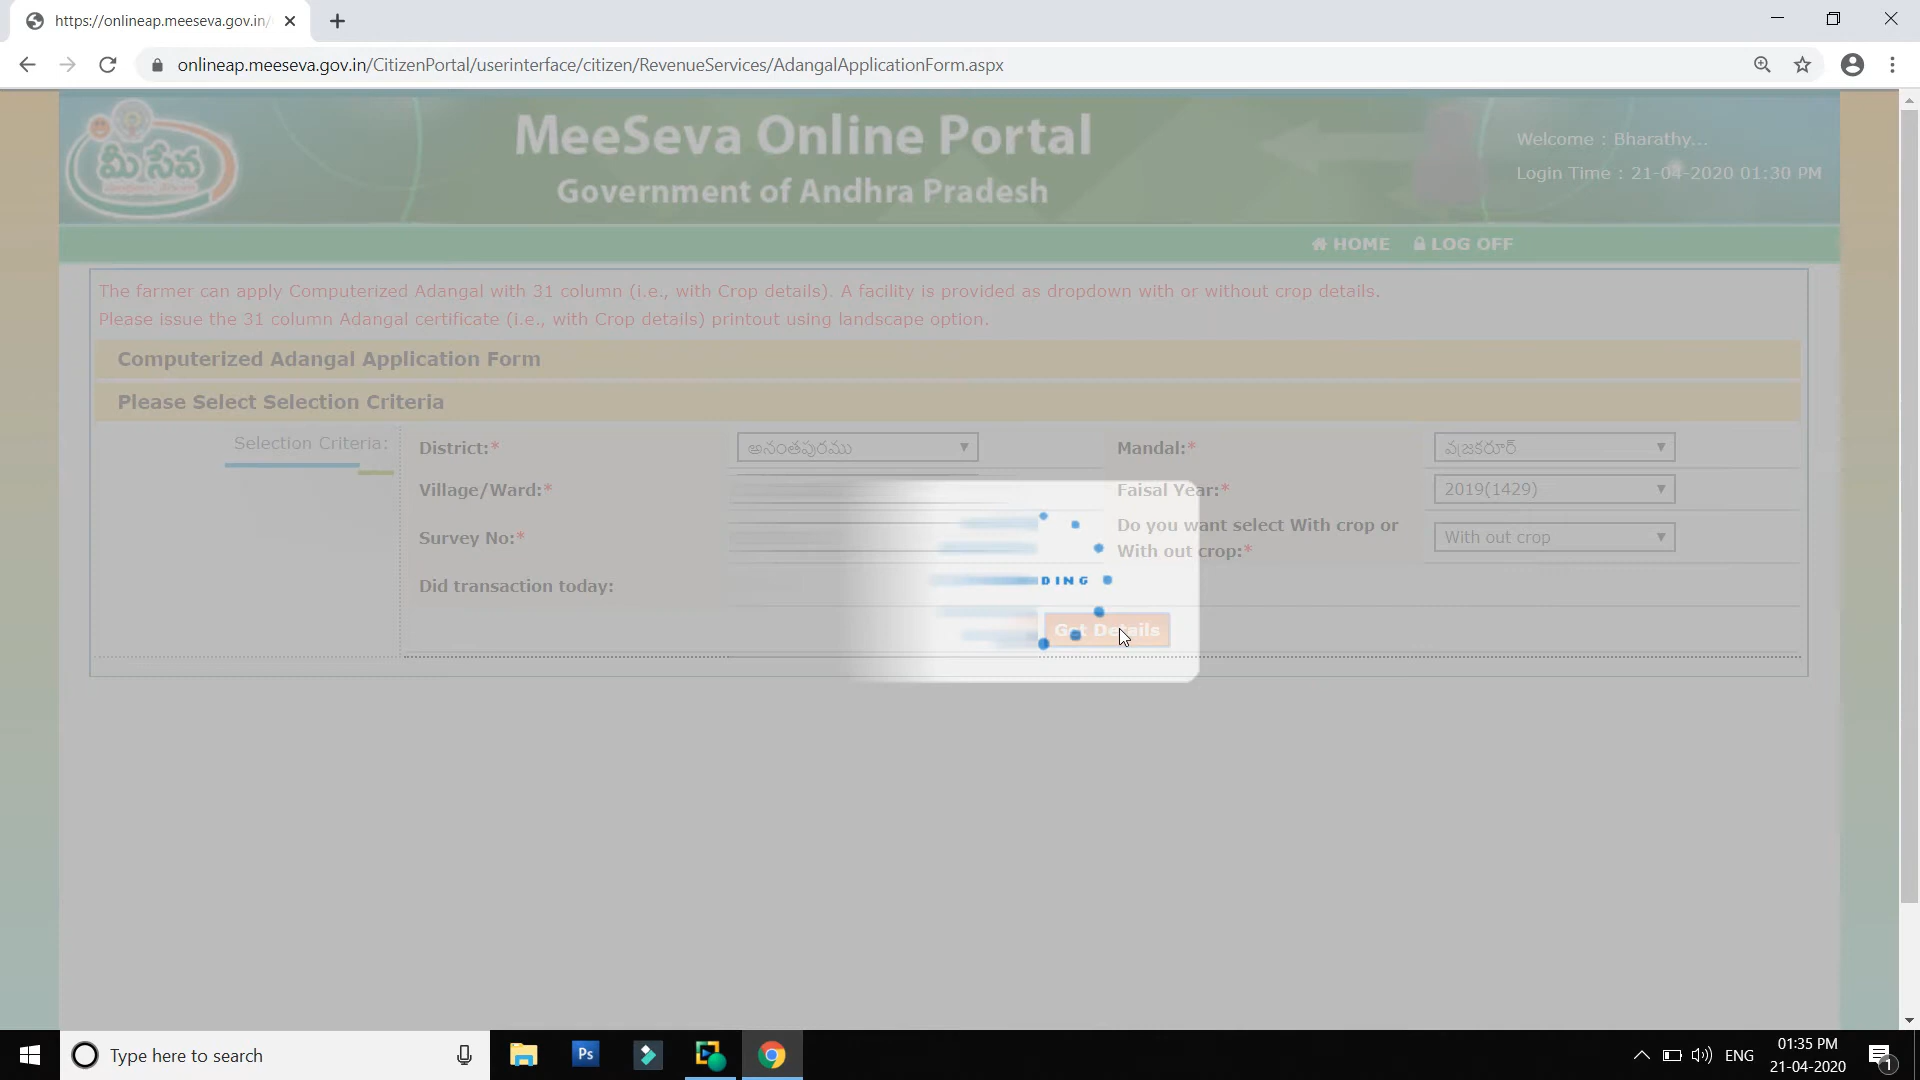 https://onlineap.meeseva.gov.in/
onlineap.meeseva.gov.in/CitizenPortal/userinterface/citizen/RevenueServices/AdangalApplicationForm.aspx
మీసేవ
MeeSeva Online Portal
Government of Andhra Pradesh
Welcome : Bharathy...
Login Time : 21-04-2020 01:30 PM
HOME LOG OFF
The farmer can apply Computerized Adangal with 31 column (i.e., with Crop details). A facility is provided as dropdown with or without crop details.
Please issue the 31 column Adangal certificate (i.e., with Crop details) printout using landscape option.
Computerized Adangal Application Form
Please Select Selection Criteria
Selection Criteria:
District:* అనంతపురము Mandal:* వజ్రకరూర్
Village/Ward:* Faisal Year:* 2019(1429)
Survey No:* Do you want select With crop or With out crop:* With out crop
Did transaction today:
DING
Get Details
Type here to search
Ps
ENG
01:35 PM
21-04-2020
1